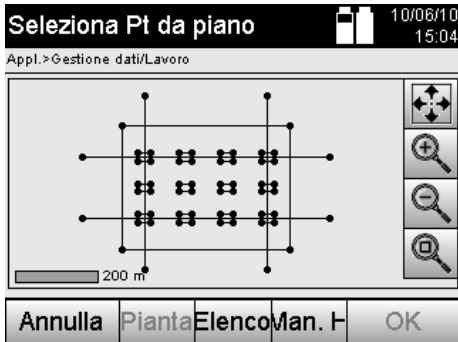 Seleziona Pt da piano
10/06/10
15:04
Appl.>Gestione dati/Lavoro
200 m
Annulla
Pianta
Elenco
Man. H
OK